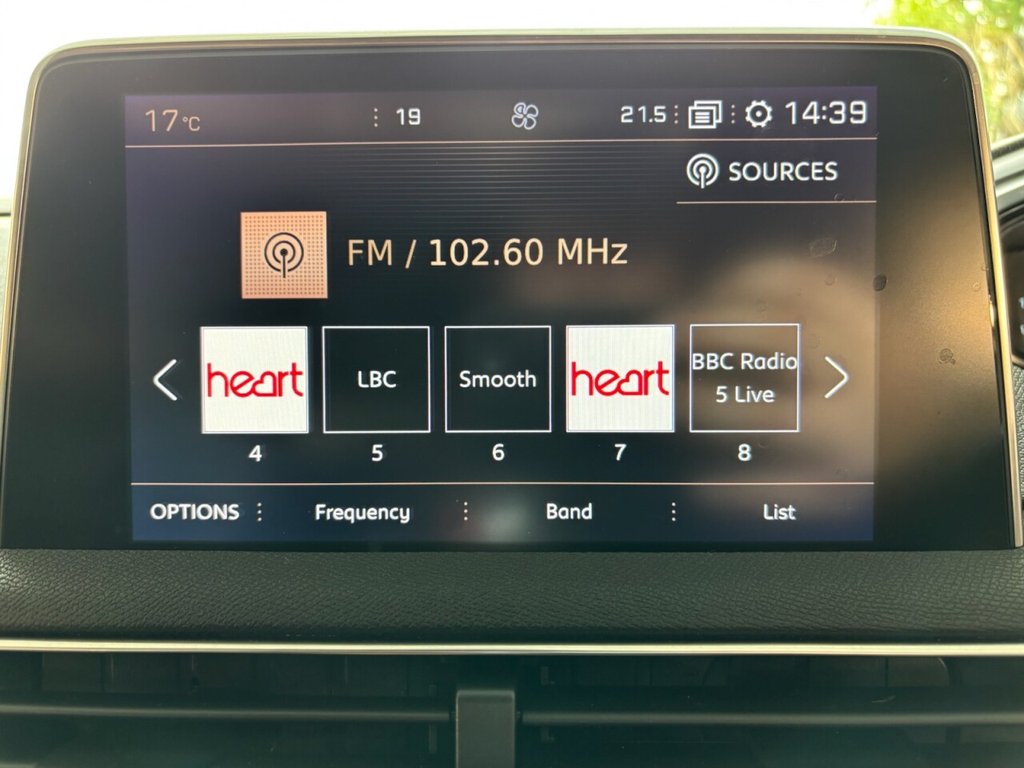 17°C 19 21.5 14:39
SOURCES
FM / 102.60 MHz
heart LBC Smooth heart BBC Radio
5 Live
4 5 6 7 8
OPTIONS Frequency Band List